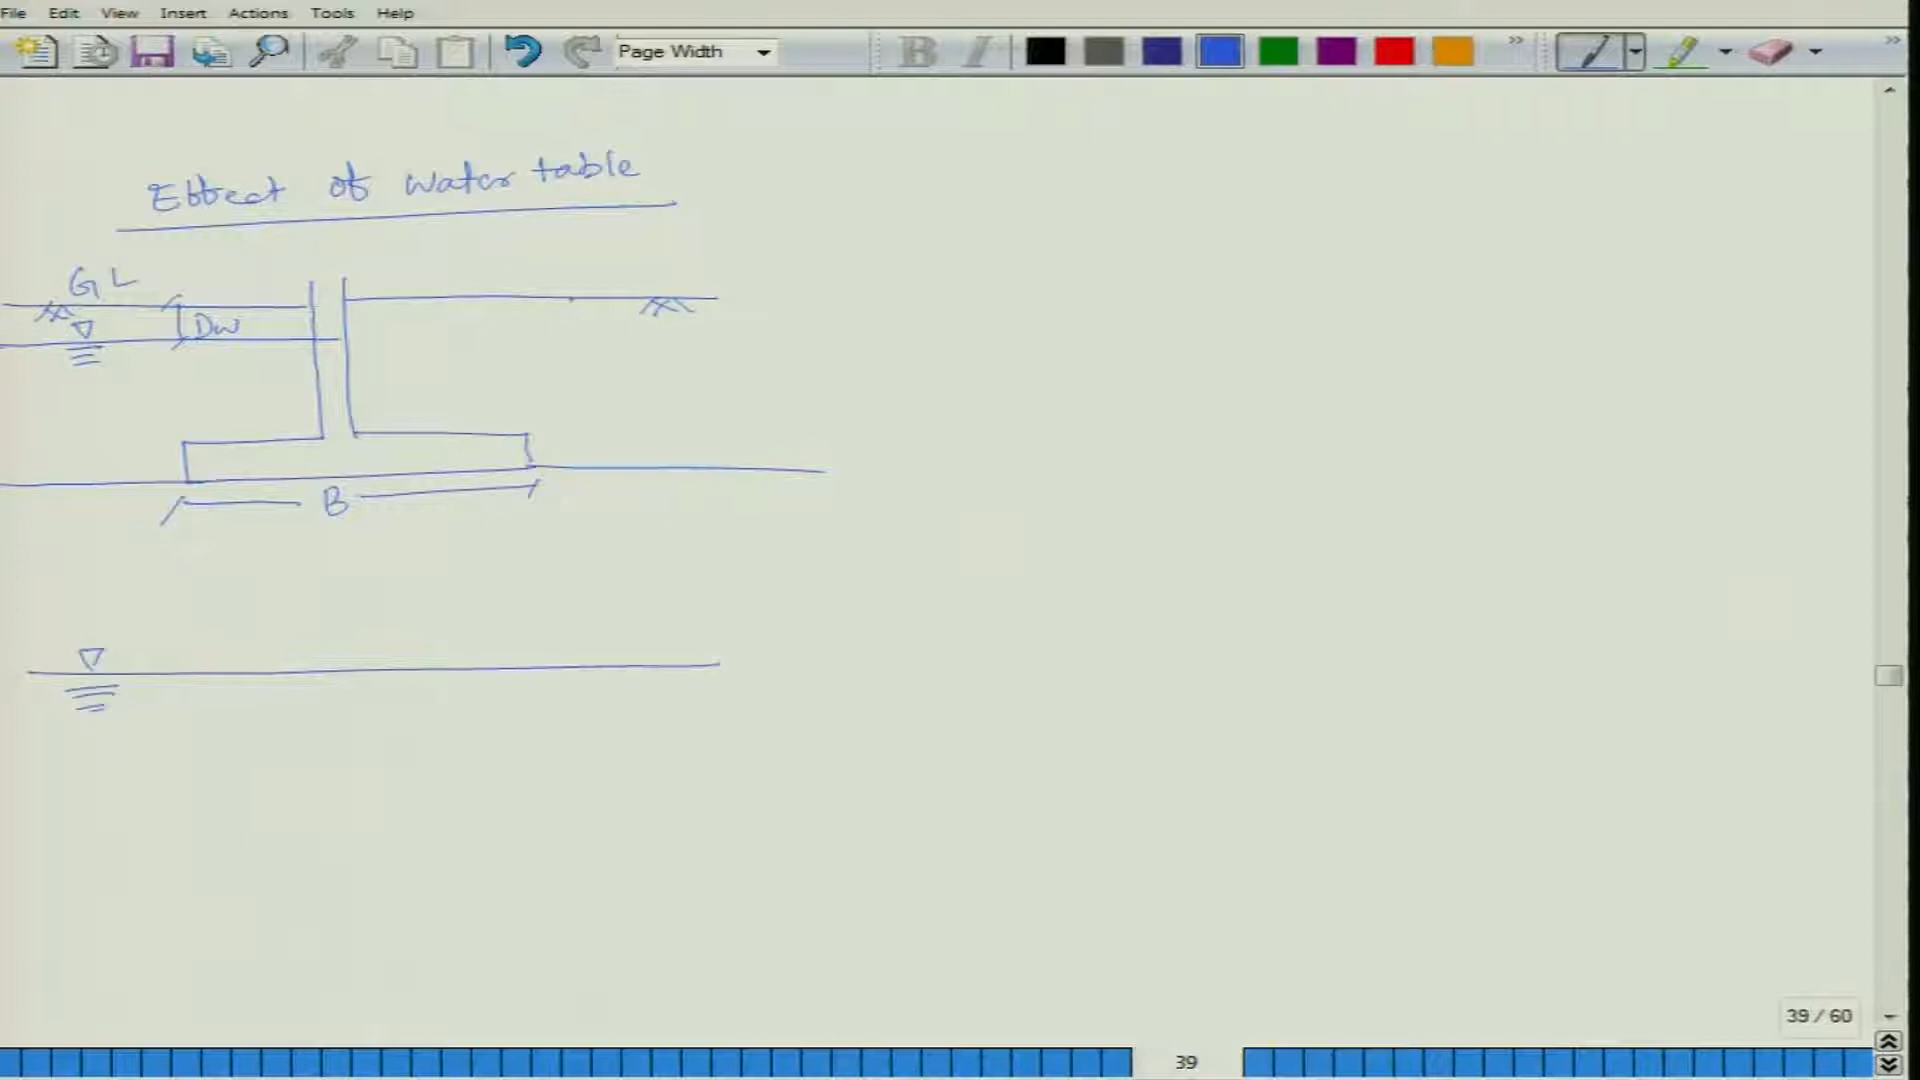 File Edit View Insert Actions Tools Help
Page Width
B I
Effect of water table
GL
Dw
B
39 / 60
39